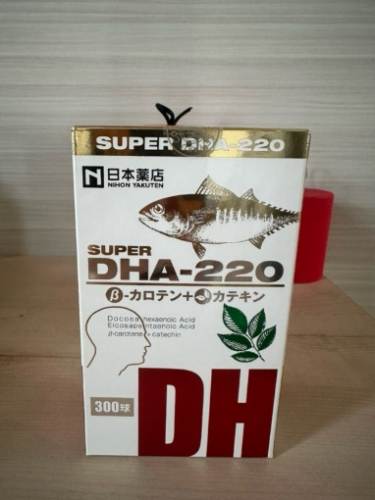 SUPER DHA-220
N 日本薬店
NIHON YAKUTEN
SUPER
DHA-220
β-カロテン+カテキン
Docosahexaenoic Acid
Eicosapentaenoic Acid
β-carotene + catechin
300球
DH